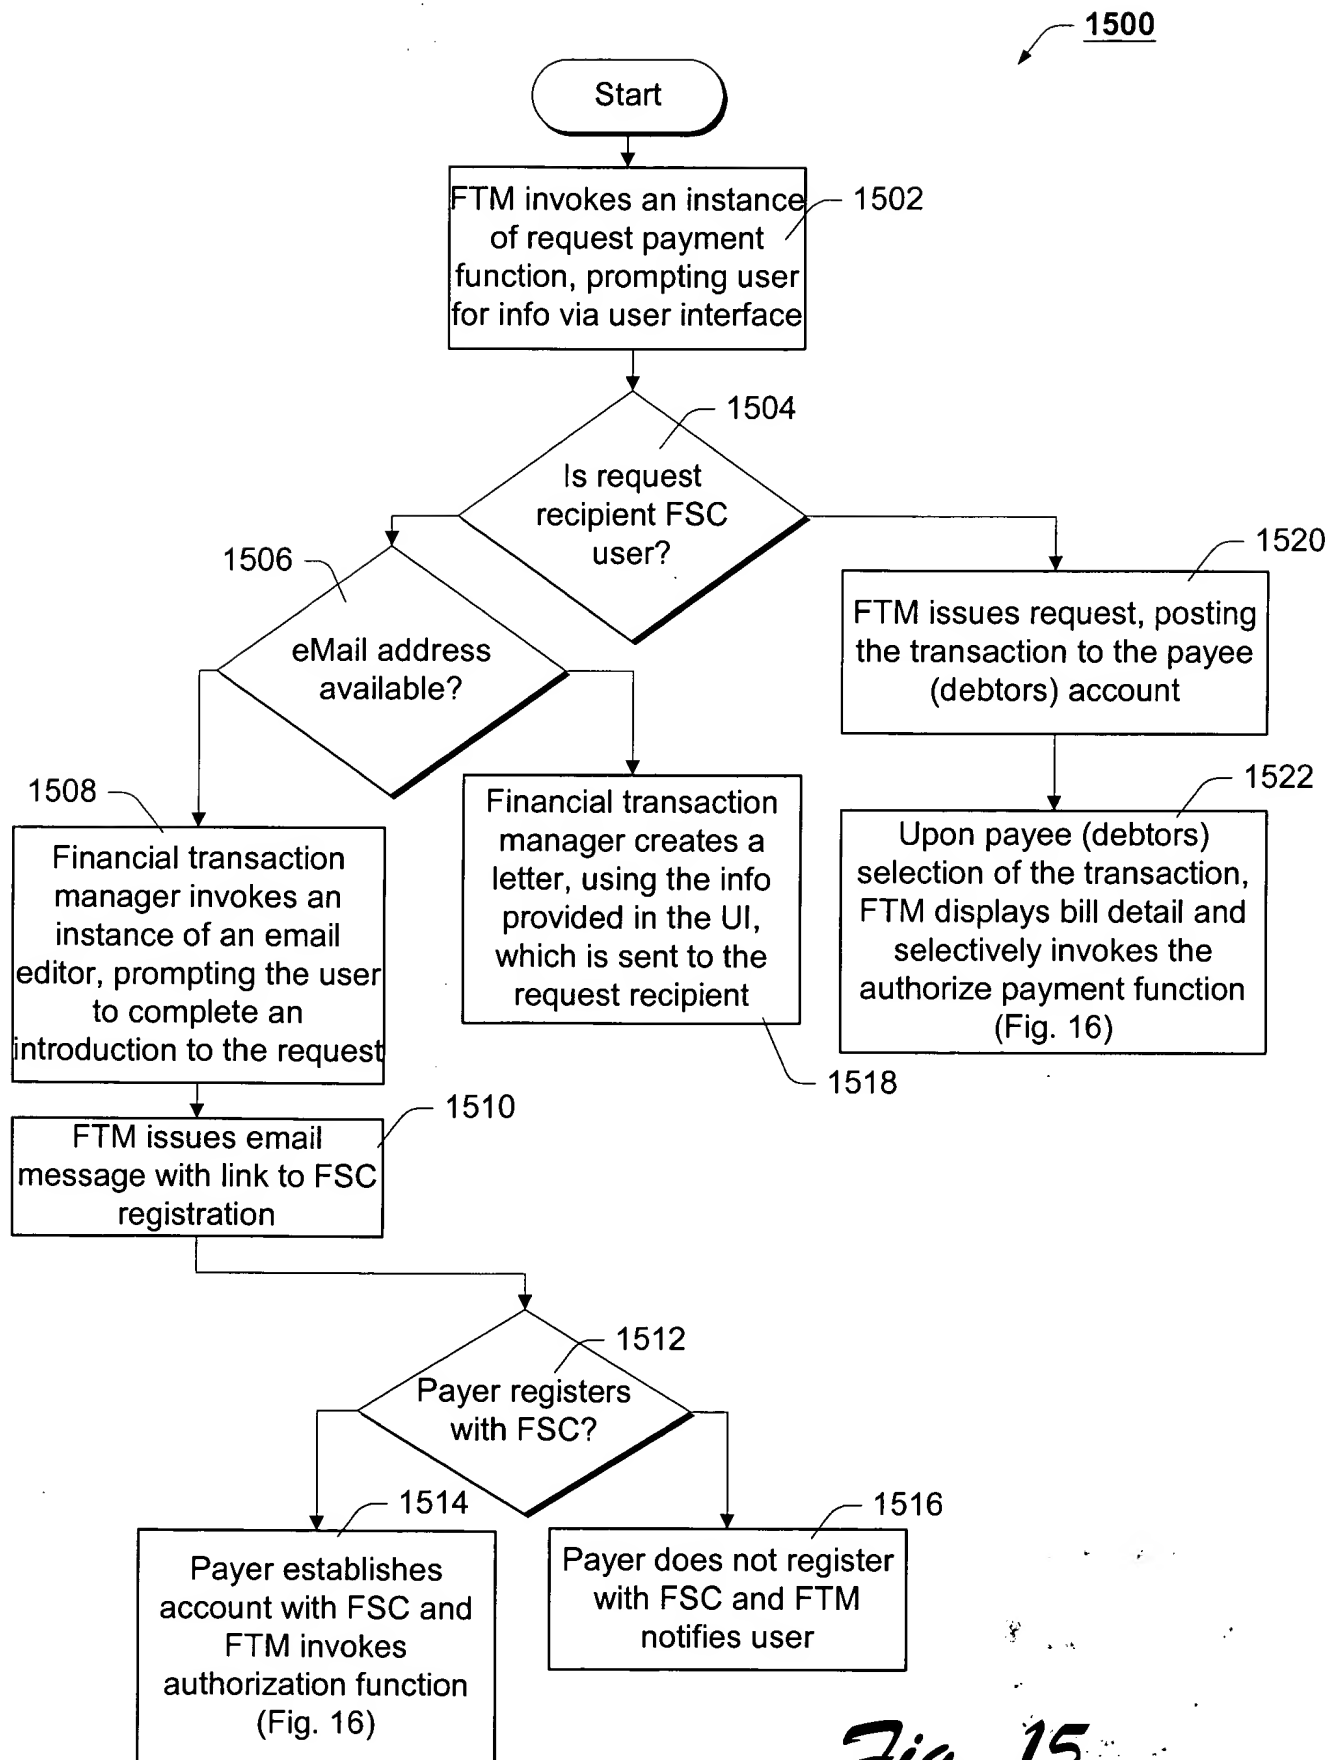 1500
Start
FTM invokes an instance
of request payment
function, prompting user
for info via user interface
1502
1504
Is request
recipient FSC
user?
1506
eMail address
available?
1520
FTM issues request, posting
the transaction to the payee
(debtors) account
1508
Financial transaction
manager invokes an
instance of an email
editor, prompting the user
to complete an
introduction to the request
Financial transaction
manager creates a
letter, using the info
provided in the UI,
which is sent to the
request recipient
1518
1522
Upon payee (debtors)
selection of the transaction,
FTM displays bill detail and
selectively invokes the
authorize payment function
(Fig. 16)
1510
FTM issues email
message with link to FSC
registration
1512
Payer registers
with FSC?
1514
Payer establishes
account with FSC and
FTM invokes
authorization function
(Fig. 16)
1516
Payer does not register
with FSC and FTM
notifies user
Fig. 15